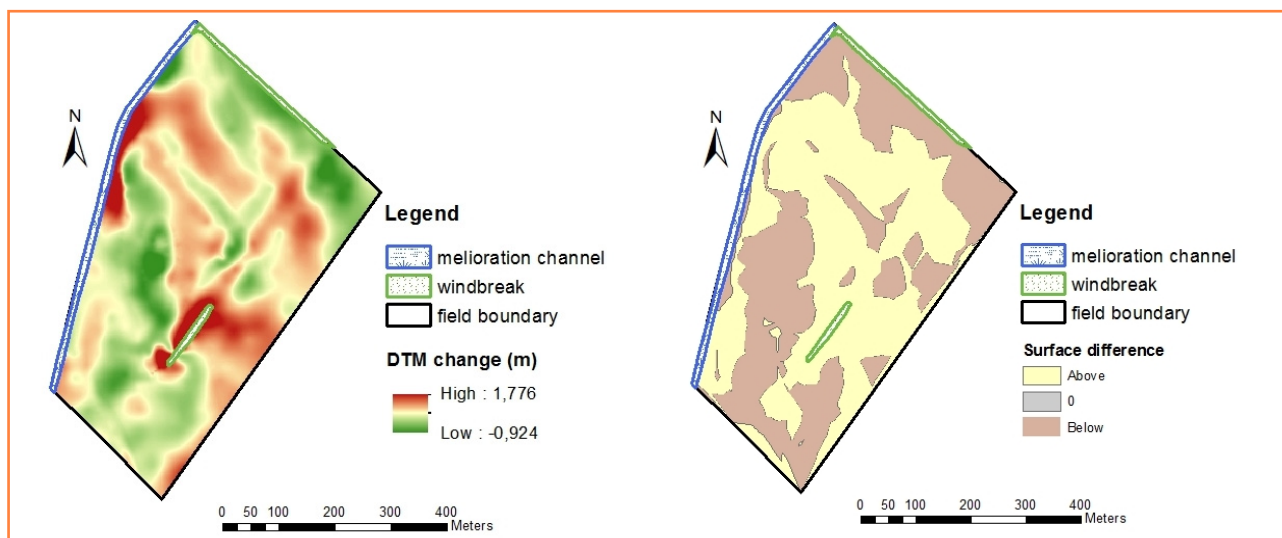 N
Legend
melioration channel
windbreak
field boundary
DTM change (m)
High : 1,776
Low : -0,924
0 50 100 200 300 400
Meters
N
Legend
melioration channel
windbreak
field boundary
Surface difference
Above
0
Below
0 50 100 200 300 400
Meters